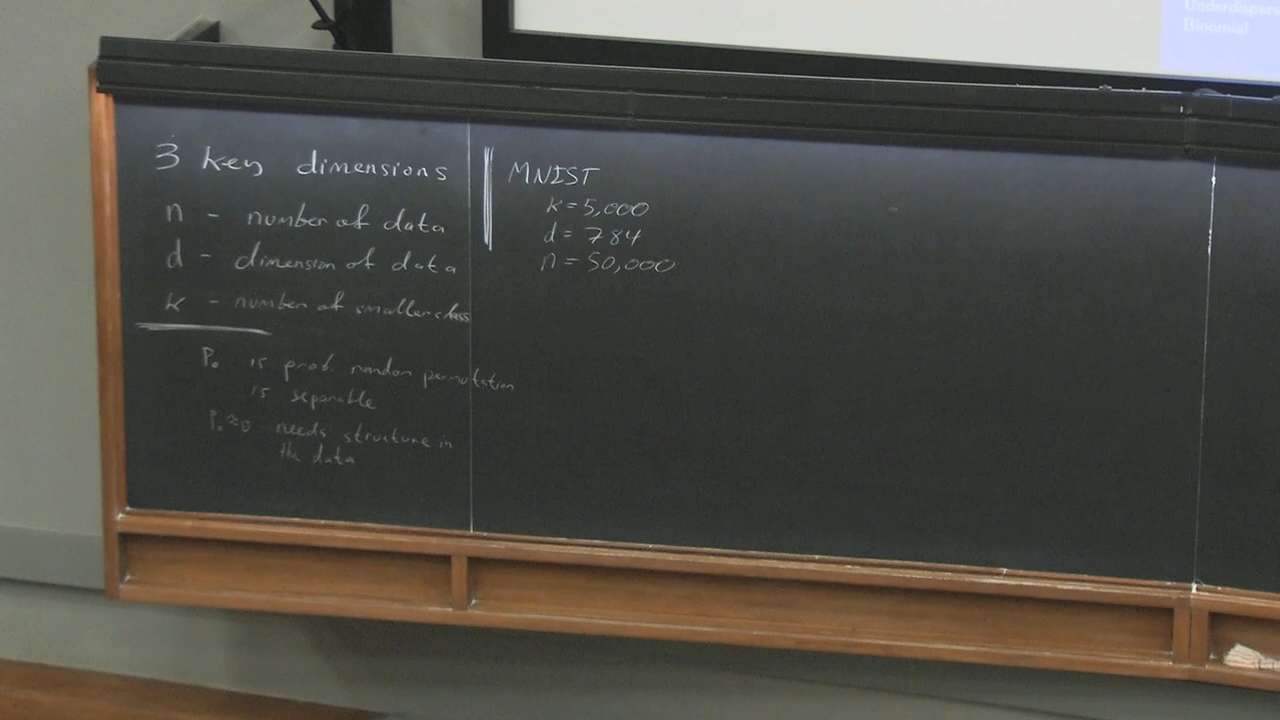 3 key dimensions
n - number of data
d - dimension of data
k - number of smaller class
P₀ is prob. random permutation
is separable
P₀≈0 needs structure in
the data
MNIST
k = 5,000
d = 784
n = 50,000
Binomial